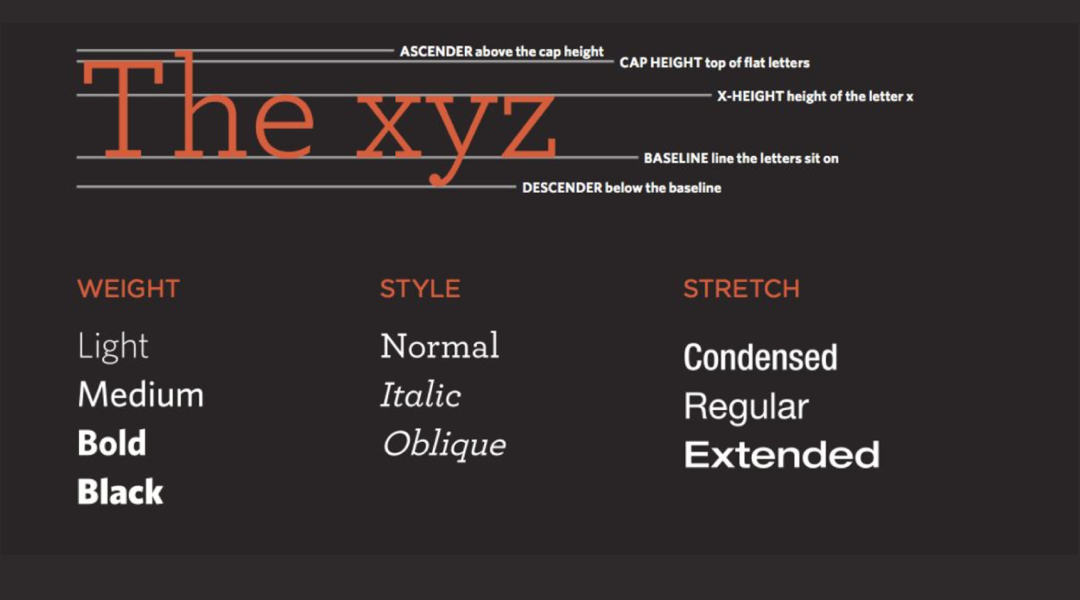 The xyz
ASCENDER above the cap height
CAP HEIGHT top of flat letters
X-HEIGHT height of the letter x
BASELINE line the letters sit on
DESCENDER below the baseline
WEIGHT
Light
Medium
Bold
Black
STYLE
Normal
Italic
Oblique
STRETCH
Condensed
Regular
Extended